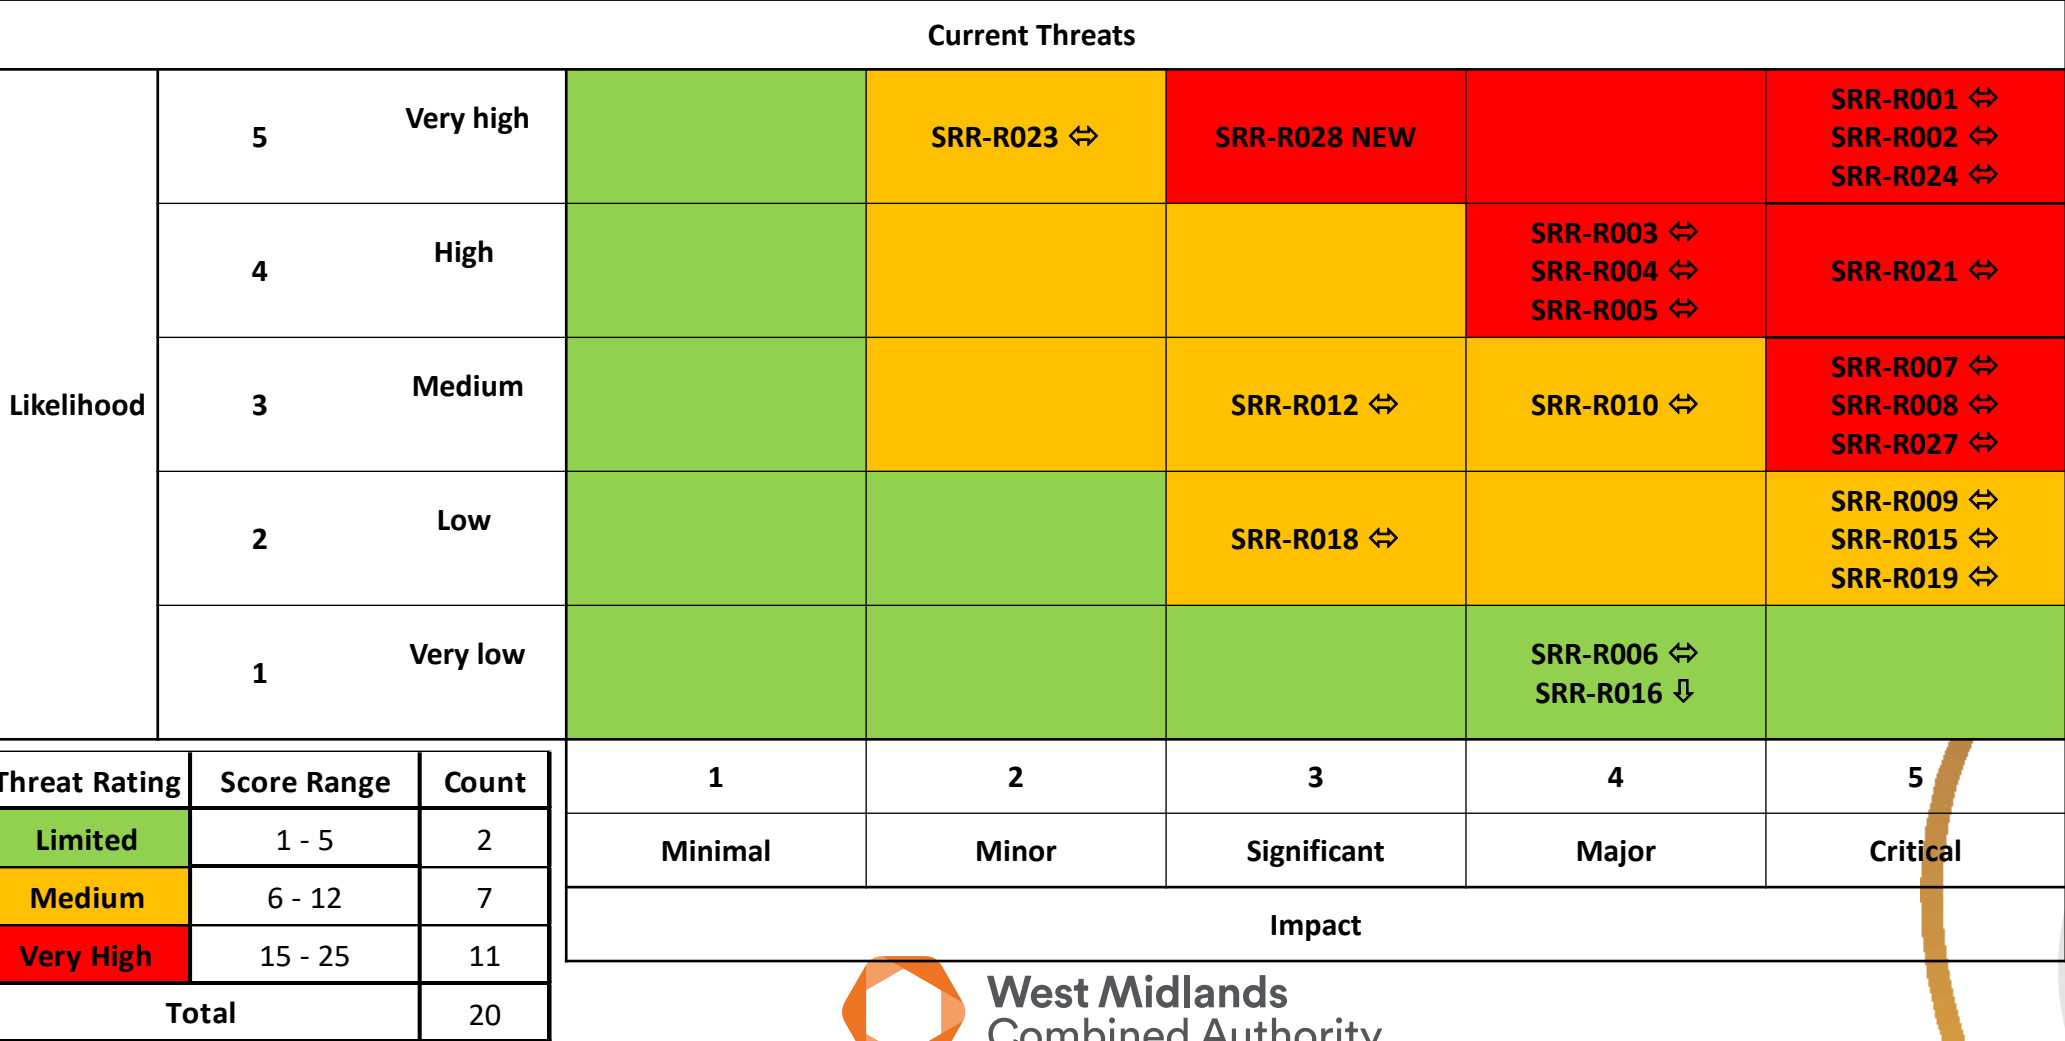 Current Threats
Likelihood
5 Very high
SRR-R023 ⇔
SRR-R028 NEW
SRR-R001 ⇔
SRR-R002 ⇔
SRR-R024 ⇔
4 High
SRR-R003 ⇔
SRR-R004 ⇔
SRR-R005 ⇔
SRR-R021 ⇔
3 Medium
SRR-R012 ⇔
SRR-R010 ⇔
SRR-R007 ⇔
SRR-R008 ⇔
SRR-R027 ⇔
2 Low
SRR-R018 ⇔
SRR-R009 ⇔
SRR-R015 ⇔
SRR-R019 ⇔
1 Very low
SRR-R006 ⇔
SRR-R016 ⇩
1 2 3 4 5
Minimal Minor Significant Major Critical
Impact
Threat Rating Score Range Count
Limited 1 - 5 2
Medium 6 - 12 7
Very High 15 - 25 11
Total 20
West Midlands
Combined Authority